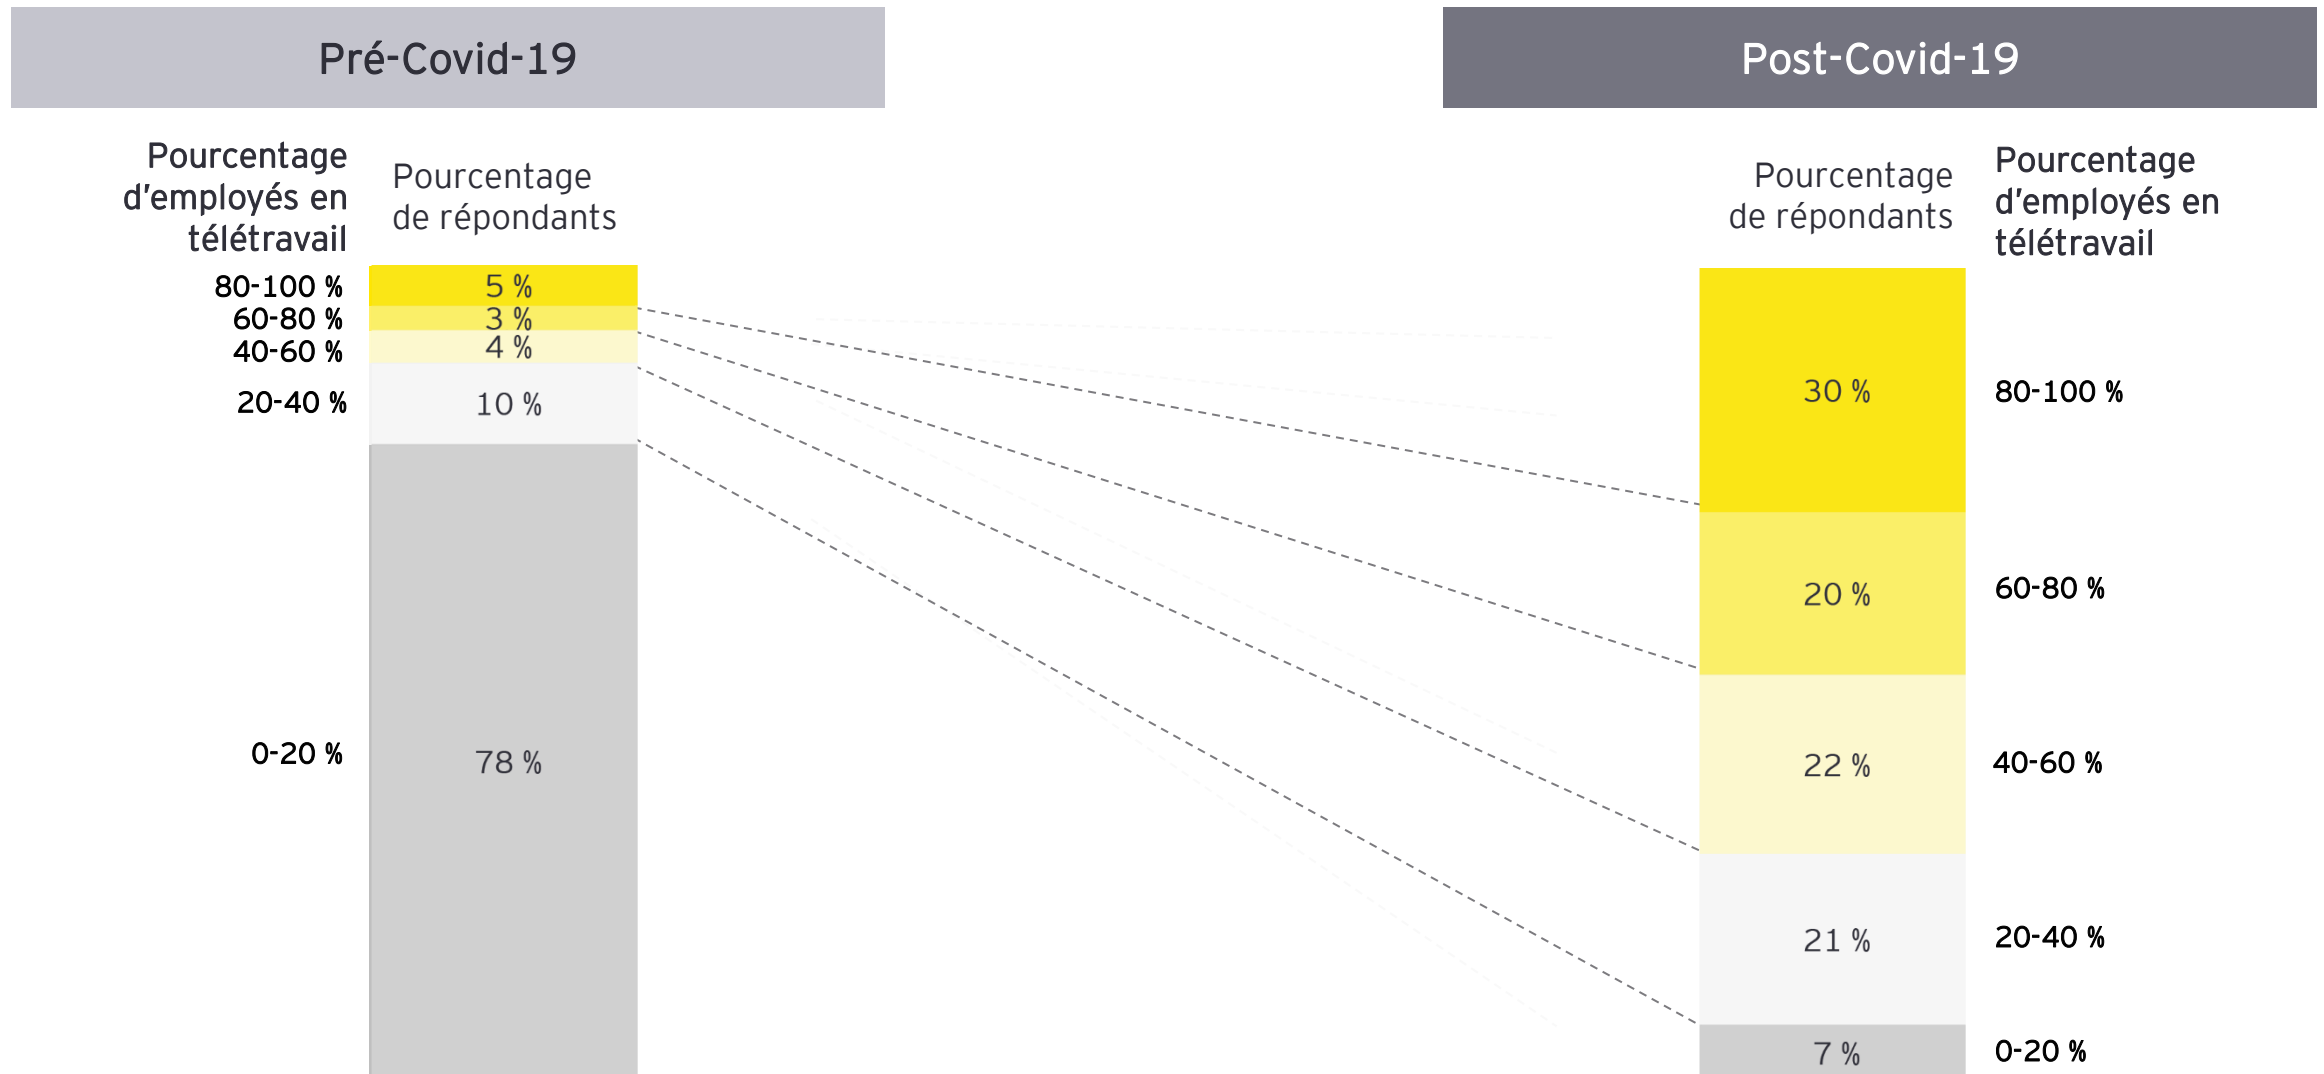 Pré-Covid-19
Pourcentage
d’employés en
télétravail
Pourcentage
de répondants
80-100 %
5 %
60-80 %
3 %
40-60 %
4 %
20-40 %
10 %
0-20 %
78 %
Post-Covid-19
Pourcentage
de répondants
Pourcentage
d’employés en
télétravail
30 %
80-100 %
20 %
60-80 %
22 %
40-60 %
21 %
20-40 %
7 %
0-20 %